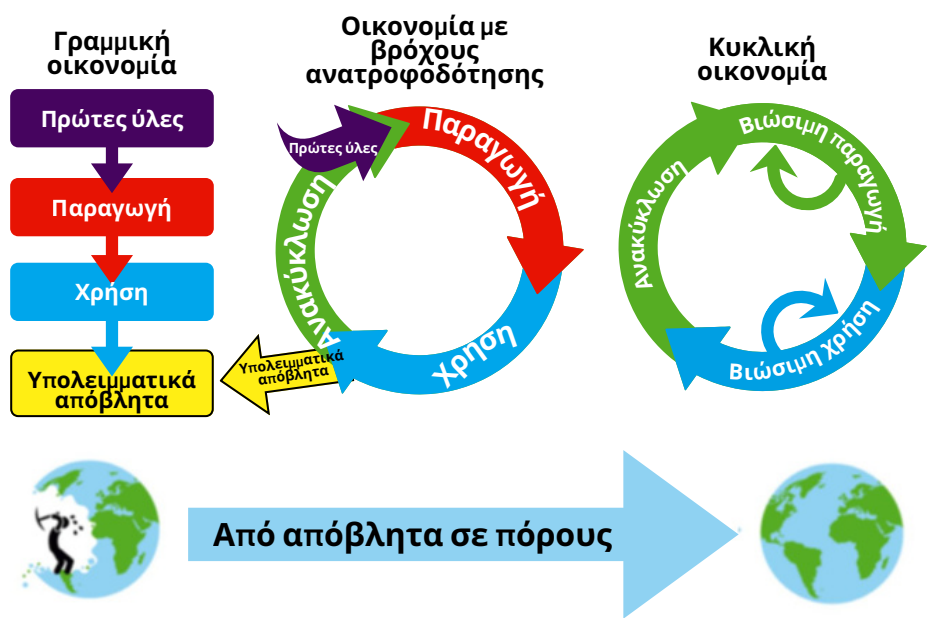 Γραμμική
οικονομία
Πρώτες ύλες
Παραγωγή
Χρήση
Υπολειμματικά
απόβλητα
Οικονομία με
βρόχους
ανατροφοδότησης
Πρώτες ύλες
Παραγωγή
Χρήση
Ανακύκλωση
Υπολειμματικά
απόβλητα
Κυκλική
οικονομία
Βιώσιμη παραγωγή
Βιώσιμη χρήση
Ανακύκλωση
Από απόβλητα σε πόρους